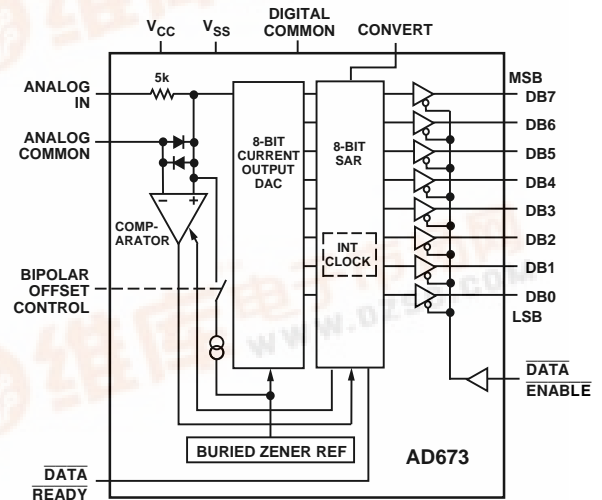 DIGITAL
COMMON
VCC
VSS
CONVERT
ANALOG
IN
5k
ANALOG
COMMON
8-BIT
CURRENT
OUTPUT
DAC
8-BIT
SAR
MSB
DB7
DB6
DB5
DB4
DB3
DB2
DB1
DB0
LSB
– +
COMP-
ARATOR
INT
CLOCK
BIPOLAR
OFFSET
CONTROL
DATA
ENABLE
BURIED ZENER REF
AD673
DATA
READY